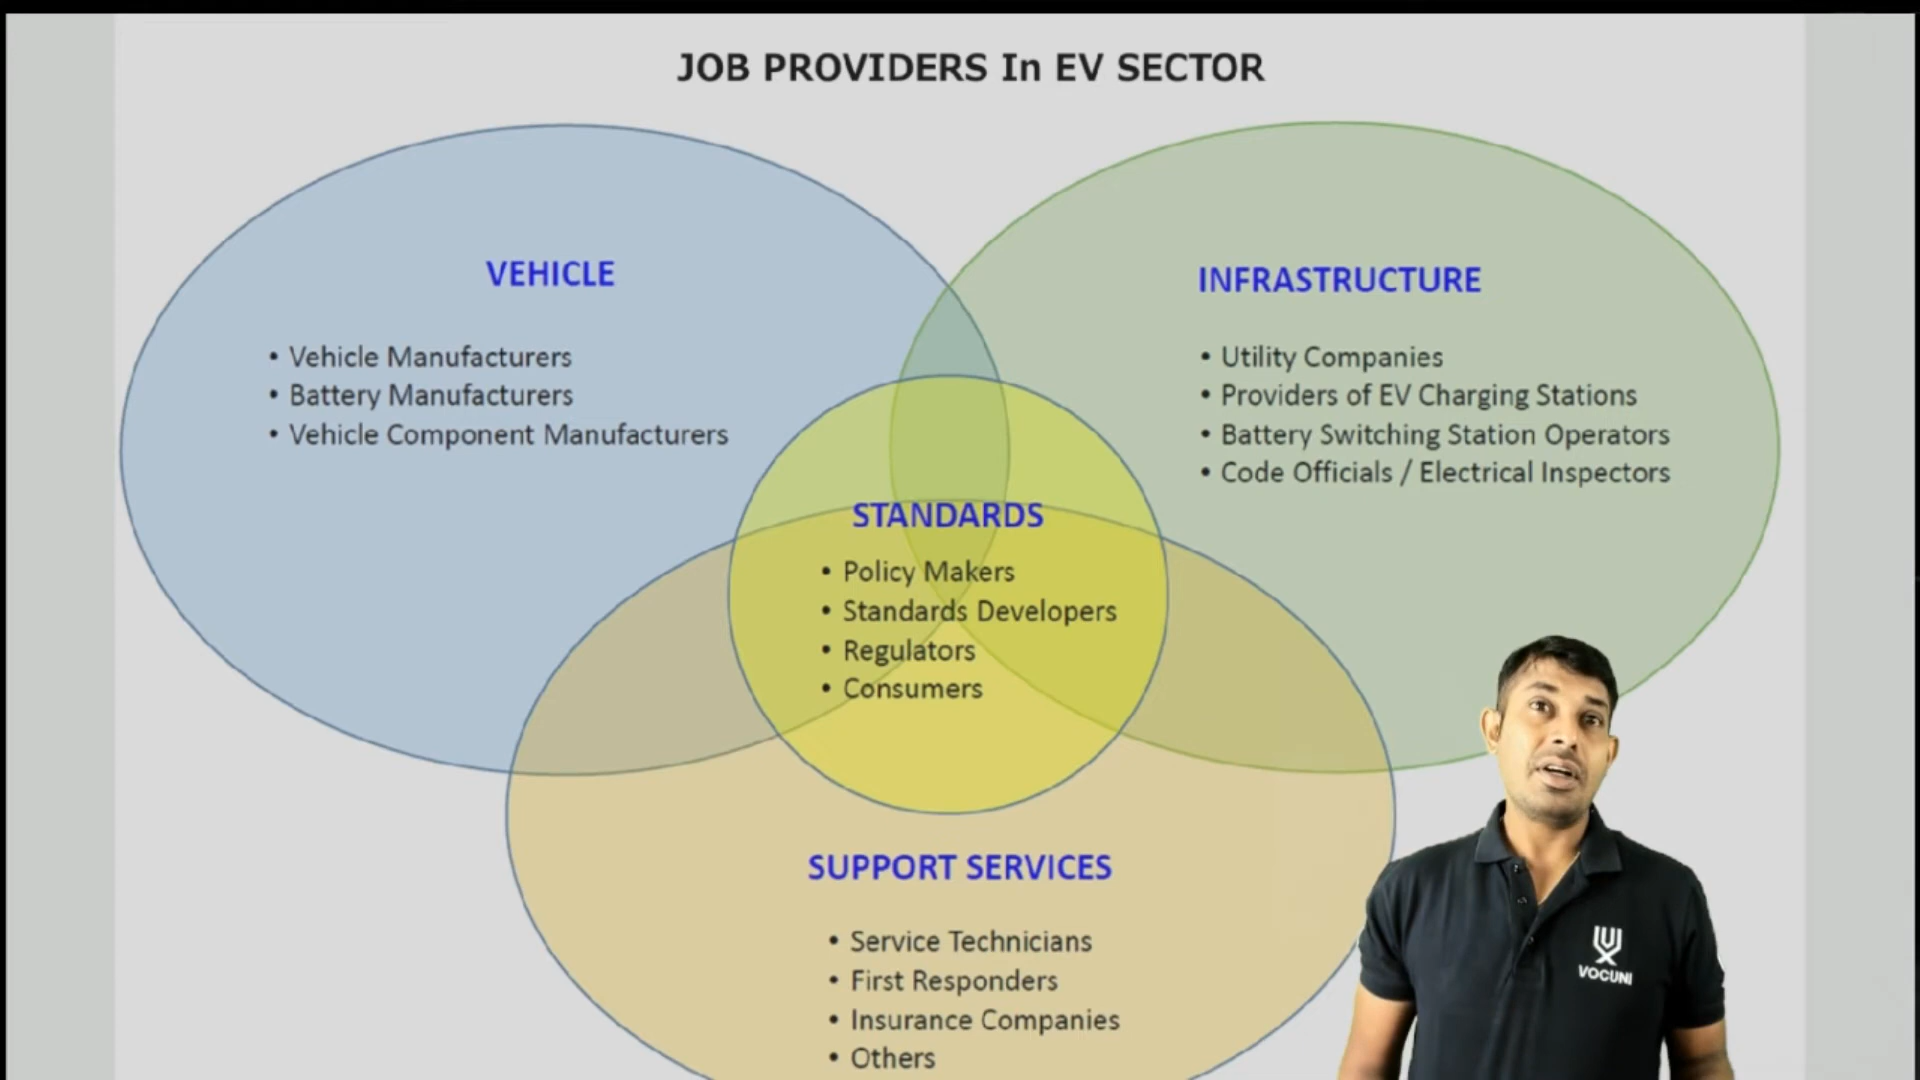 JOB PROVIDERS In EV SECTOR
VEHICLE
• Vehicle Manufacturers
• Battery Manufacturers
• Vehicle Component Manufacturers
INFRASTRUCTURE
• Utility Companies
• Providers of EV Charging Stations
• Battery Switching Station Operators
• Code Officials / Electrical Inspectors
STANDARDS
• Policy Makers
• Standards Developers
• Regulators
• Consumers
SUPPORT SERVICES
• Service Technicians
• First Responders
• Insurance Companies
• Others
VOCUNI